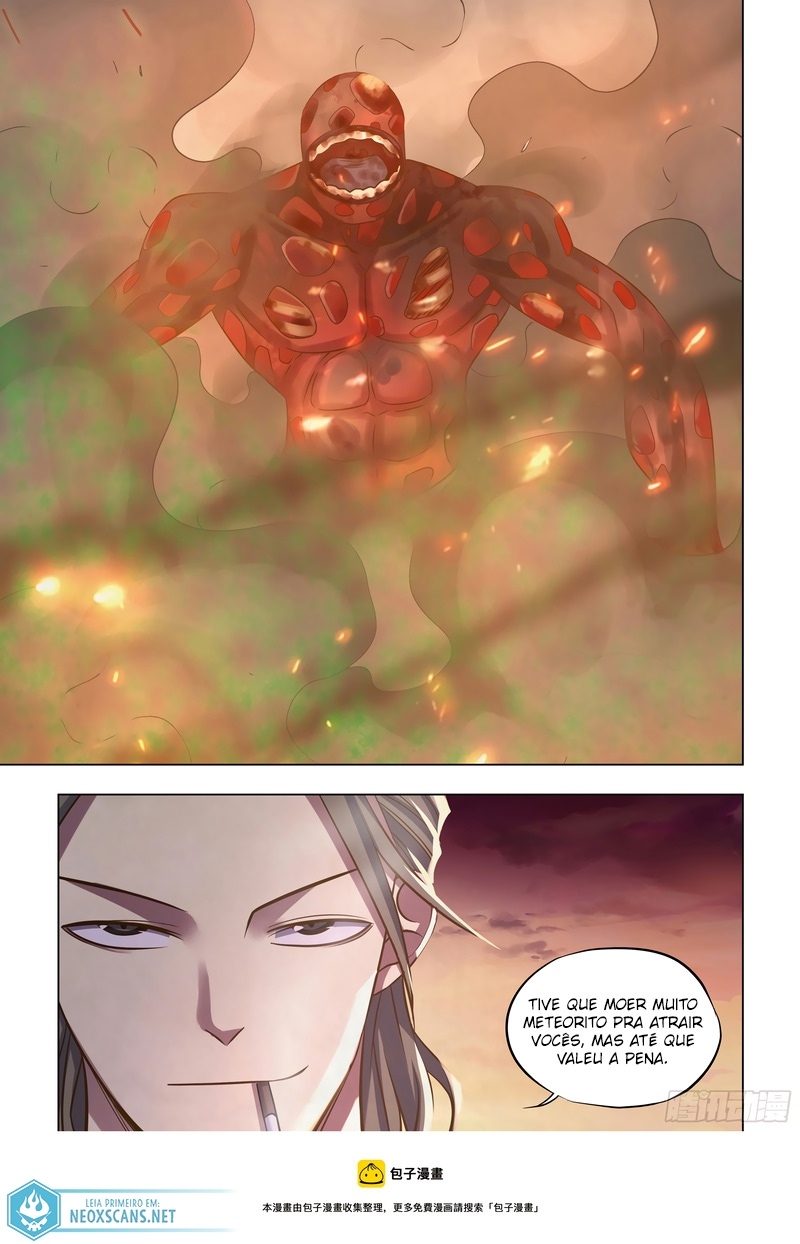 TIVE QUE MOER MUITO
METEORITO PRA ATRAIR
VOCÊS, MAS ATÉ QUE
VALEU A PENA.
腾讯动漫
包子漫畫
LEIA PRIMEIRO EM:
NEOXSCANS.NET
本漫畫由包子漫畫收集整理，更多免費漫畫請搜索「包子漫畫」